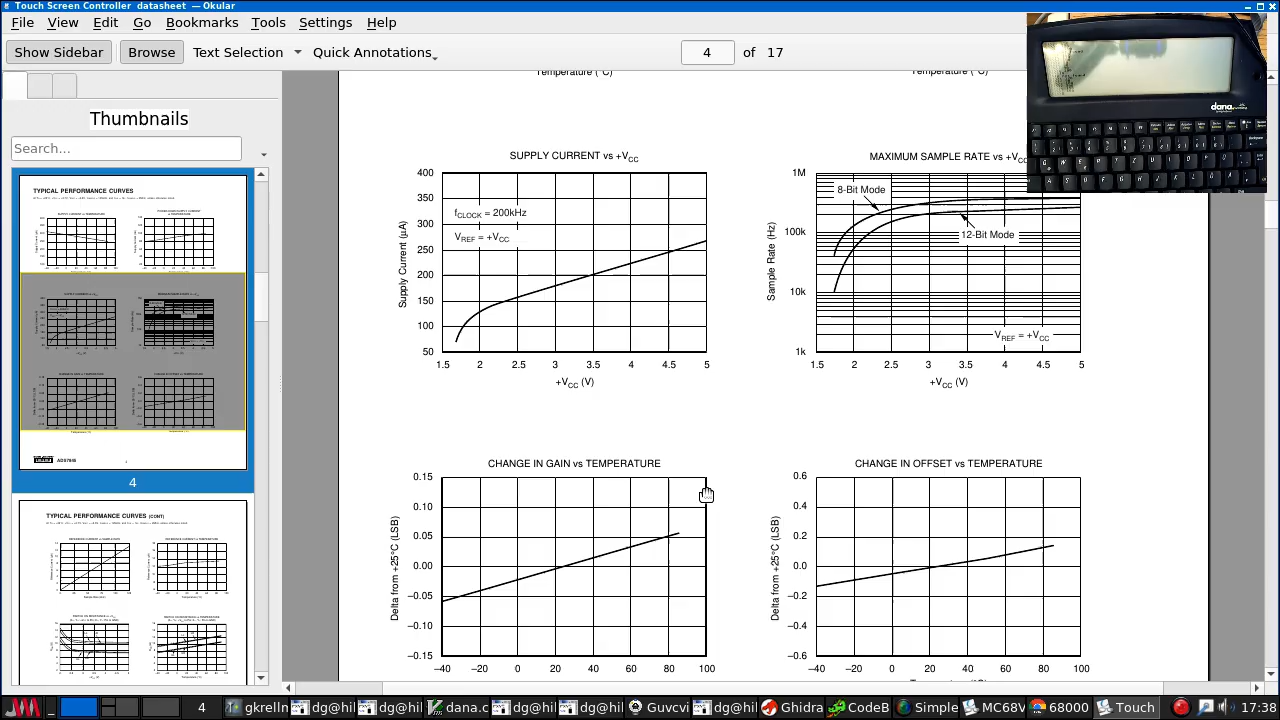 Touch Screen Controller datasheet — Okular
File View Edit Go Bookmarks Tools Settings Help
Show Sidebar Browse Text Selection Quick Annotations 4 of 17
Thumbnails
Search...
TYPICAL PERFORMANCE CURVES
4
TYPICAL PERFORMANCE CURVES (CONT)
Temperature (°C) Temperature (°C)
SUPPLY CURRENT vs +VCC
400
350
300
250
200
150
100
50
Supply Current (µA)
fCLOCK = 200kHz
VREF = +VCC
1.5 2 2.5 3 3.5 4 4.5 5
+VCC (V)
MAXIMUM SAMPLE RATE vs +VCC
1M
100k
10k
1k
Sample Rate (Hz)
8-Bit Mode
12-Bit Mode
VREF = +VCC
1.5 2 2.5 3 3.5 4 4.5 5
+VCC (V)
CHANGE IN GAIN vs TEMPERATURE
0.15
0.10
0.05
0.00
–0.05
–0.10
–0.15
Delta from +25°C (LSB)
–40 –20 0 20 40 60 80 100
CHANGE IN OFFSET vs TEMPERATURE
0.6
0.4
0.2
0.0
–0.2
–0.4
–0.6
Delta from +25°C (LSB)
–40 –20 0 20 40 60 80 100
dana
4 gkrellm dg@hi dg@hi dana.c dg@hi dg@hi Guvcvi dg@hi Ghidra CodeB Simple MC68V 68000 Touch 17:38